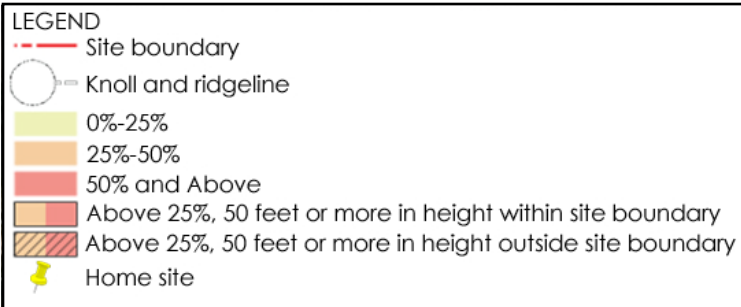 LEGEND
Site boundary
Knoll and ridgeline
0%-25%
25%-50%
50% and Above
Above 25%, 50 feet or more in height within site boundary
Above 25%, 50 feet or more in height outside site boundary
Home site